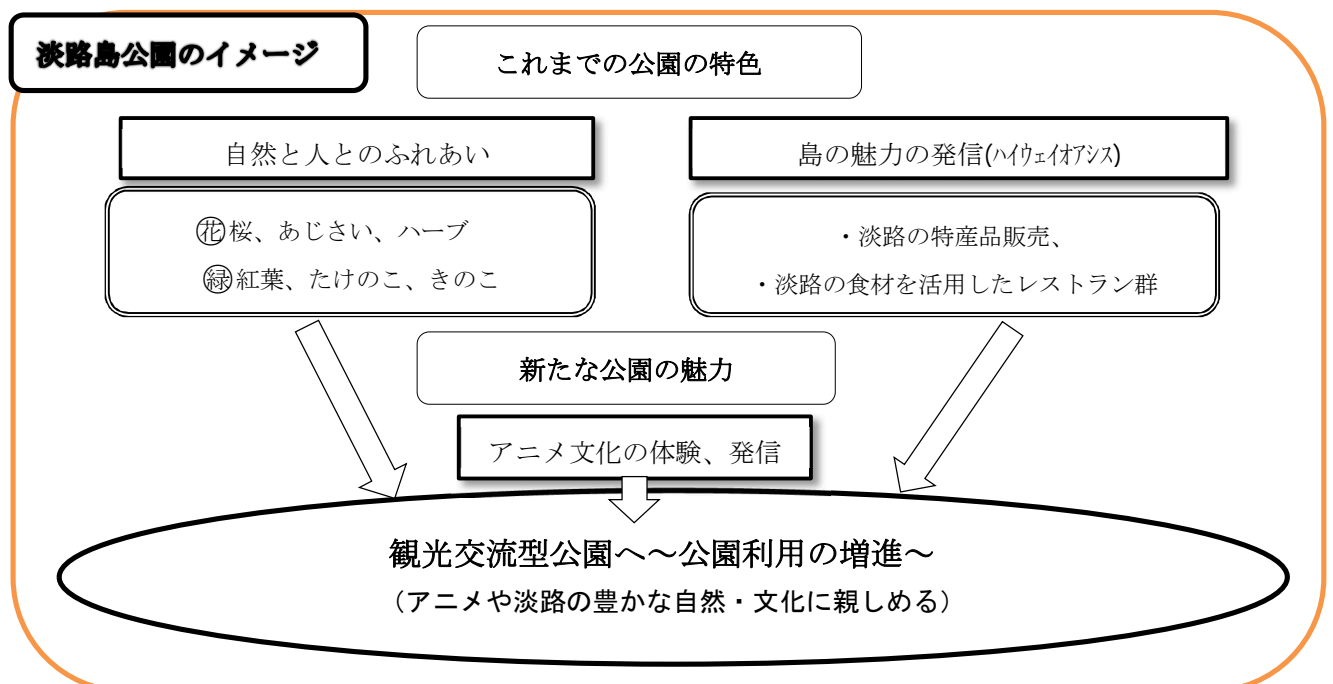 淡路島公園のイメージ
これまでの公園の特色
自然と人とのふれあい
島の魅力の発信(ﾊｲｳｪｲｵｱｼｽ)
㊕桜、あじさい、ハーブ
緑紅葉、たけのこ、きのこ
・淡路の特産品販売、
・淡路の食材を活用したレストラン群
新たな公園の魅力
アニメ文化の体験、発信
観光交流型公園へ～公園利用の増進～
（アニメや淡路の豊かな自然・文化に親しめる）